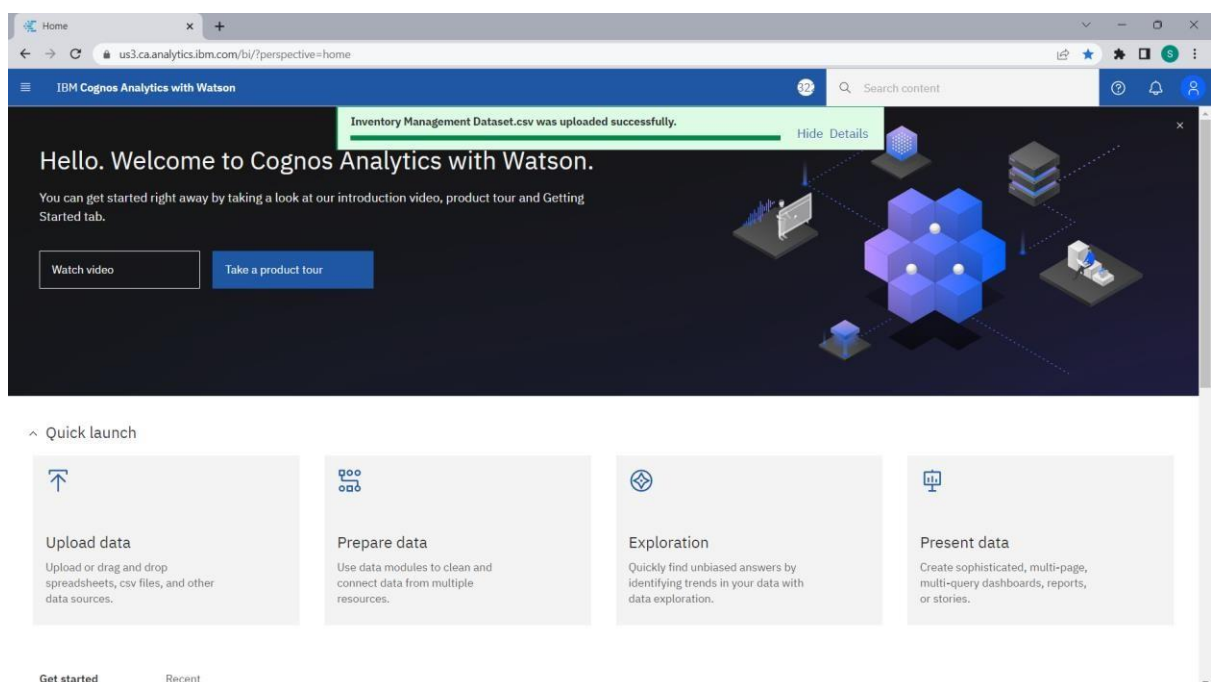 Home
us3.ca.analytics.ibm.com/bi/?perspective=home
S
IBM Cognos Analytics with Watson
32
Search content
Inventory Management Dataset.csv was uploaded successfully.
Hide Details
Hello. Welcome to Cognos Analytics with Watson.
You can get started right away by taking a look at our introduction video, product tour and Getting
Started tab.
Watch video
Take a product tour
Quick launch
Upload data
Upload or drag and drop
spreadsheets, csv files, and other
data sources.
Prepare data
Use data modules to clean and
connect data from multiple
resources.
Exploration
Quickly find unbiased answers by
identifying trends in your data with
data exploration.
Present data
Create sophisticated, multi-page,
multi-query dashboards, reports,
or stories.
Get started
Recent